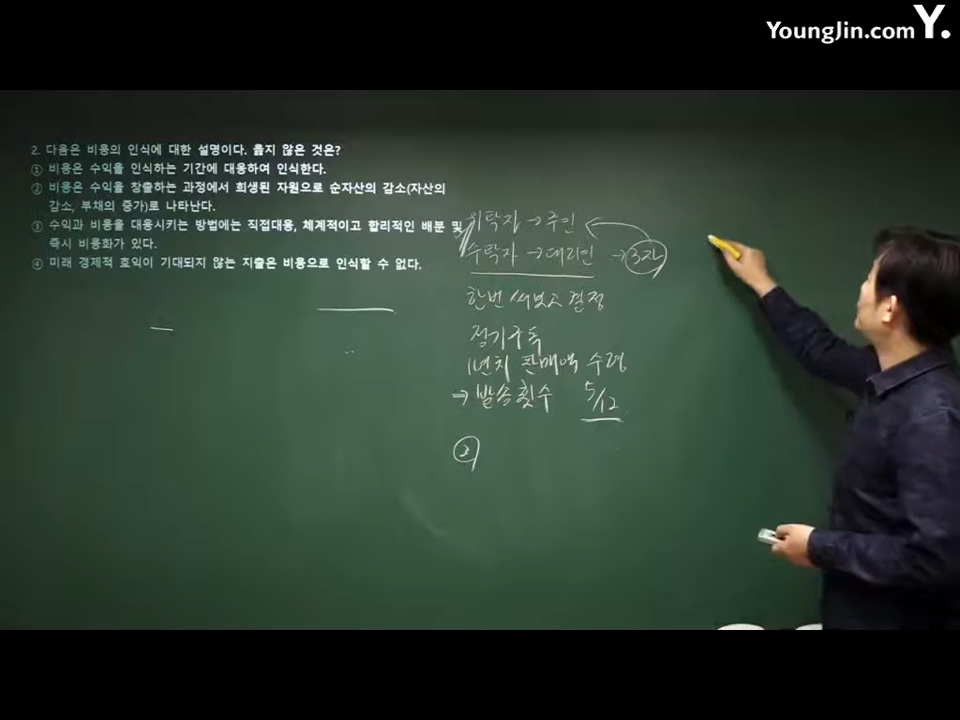 YoungJin.com Y.
2. 다음은 비용의 인식에 대한 설명이다. 옳지 않은 것은?
① 비용은 수익을 인식하는 기간에 대응하여 인식한다.
② 비용은 수익을 창출하는 과정에서 희생된 자원으로 순자산의 감소(자산의
감소, 부채의 증가)로 나타난다.
③ 수익과 비용을 대응시키는 방법에는 직접대응, 체계적이고 합리적인 배분 및
즉시 비용화가 있다.
④ 미래 경제적 효익이 기대되지 않는 지출은 비용으로 인식할 수 없다.
위탁자 → 주인
수탁자 → 대리인 → 3자
한번 써보고 결정
정기구독
1년치 판매액 수령
⇒ 발송횟수 5/12
②